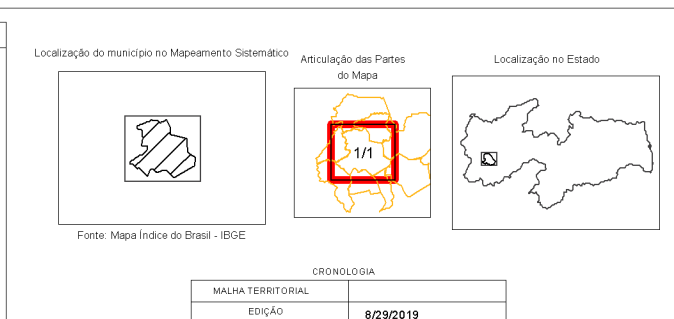 Localização do município no Mapeamento Sistemático
Articulação das Partes
do Mapa
Localização no Estado
1/1
Fonte: Mapa Índice do Brasil - IBGE
CRONOLOGIA
MALHA TERRITORIAL
EDIÇÃO 8/29/2019